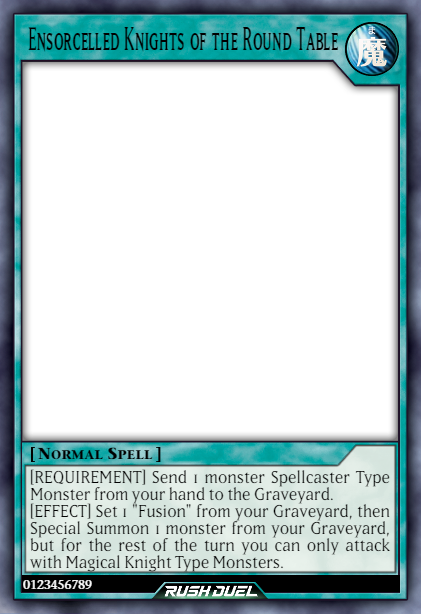 Ensorcelled Knights of the Round Table
ま
魔
[Normal Spell]
[REQUIREMENT] Send 1 monster Spellcaster Type
Monster from your hand to the Graveyard.
[EFFECT] Set 1 "Fusion" from your Graveyard, then
Special Summon 1 monster from your Graveyard,
but for the rest of the turn you can only attack
with Magical Knight Type Monsters.
0123456789
RUSH DUEL